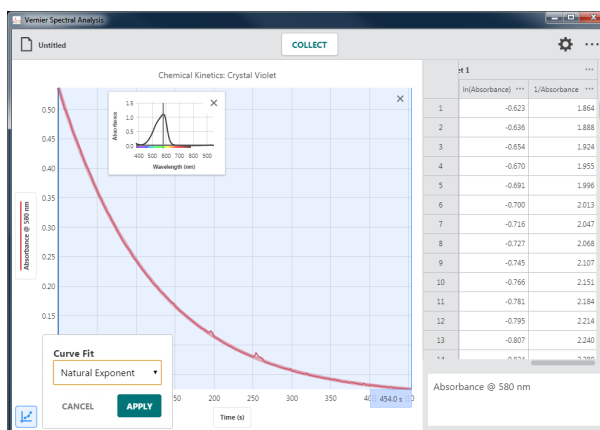 Vernier Spectral Analysis
Untitled
COLLECT
Chemical Kinetics: Crystal Violet
Absorbance @ 580 nm
0.50
0.45
0.40
0.35
0.30
0.25
0.20
0.15
Absorbance
1.5
1.0
0.5
0.0
400 500 600 700 800 900
Wavelength (nm)
Curve Fit
Natural Exponent
CANCEL
APPLY
200 250 300 350 400
454.0 s
Time (s)
et 1
ln(Absorbance) 1/Absorbance
1 -0.623 1.864
2 -0.636 1.888
3 -0.654 1.924
4 -0.670 1.955
5 -0.691 1.996
6 -0.700 2.013
7 -0.716 2.047
8 -0.727 2.068
9 -0.745 2.107
10 -0.766 2.151
11 -0.781 2.184
12 -0.795 2.214
13 -0.807 2.240
Absorbance @ 580 nm